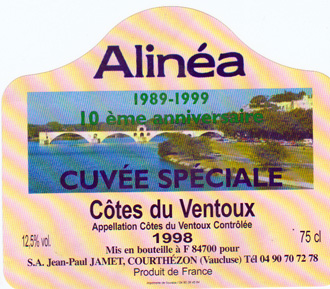 Alinéa
1989-1999
10 ème anniversaire
CUVÉE SPÉCIALE
Côtes du Ventoux
Appellation Côtes du Ventoux Contrôlée
12,5% vol. 1998 75 cl
Mis en bouteille à F 84700 pour
S.A. Jean-Paul JAMET, COURTHÉZON (Vaucluse) Tél 04 90 70 72 78
Produit de France